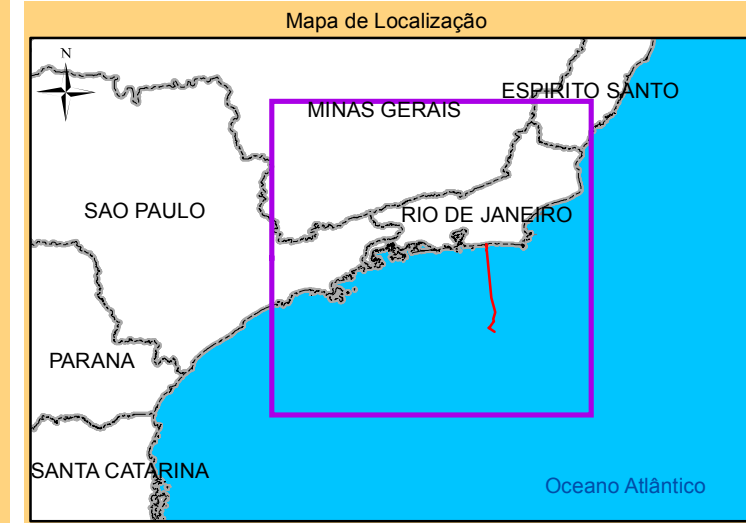 Mapa de Localização
N
ESPIRITO SANTO
MINAS GERAIS
SAO PAULO
RIO DE JANEIRO
PARANA
SANTA CATARINA
Oceano Atlântico